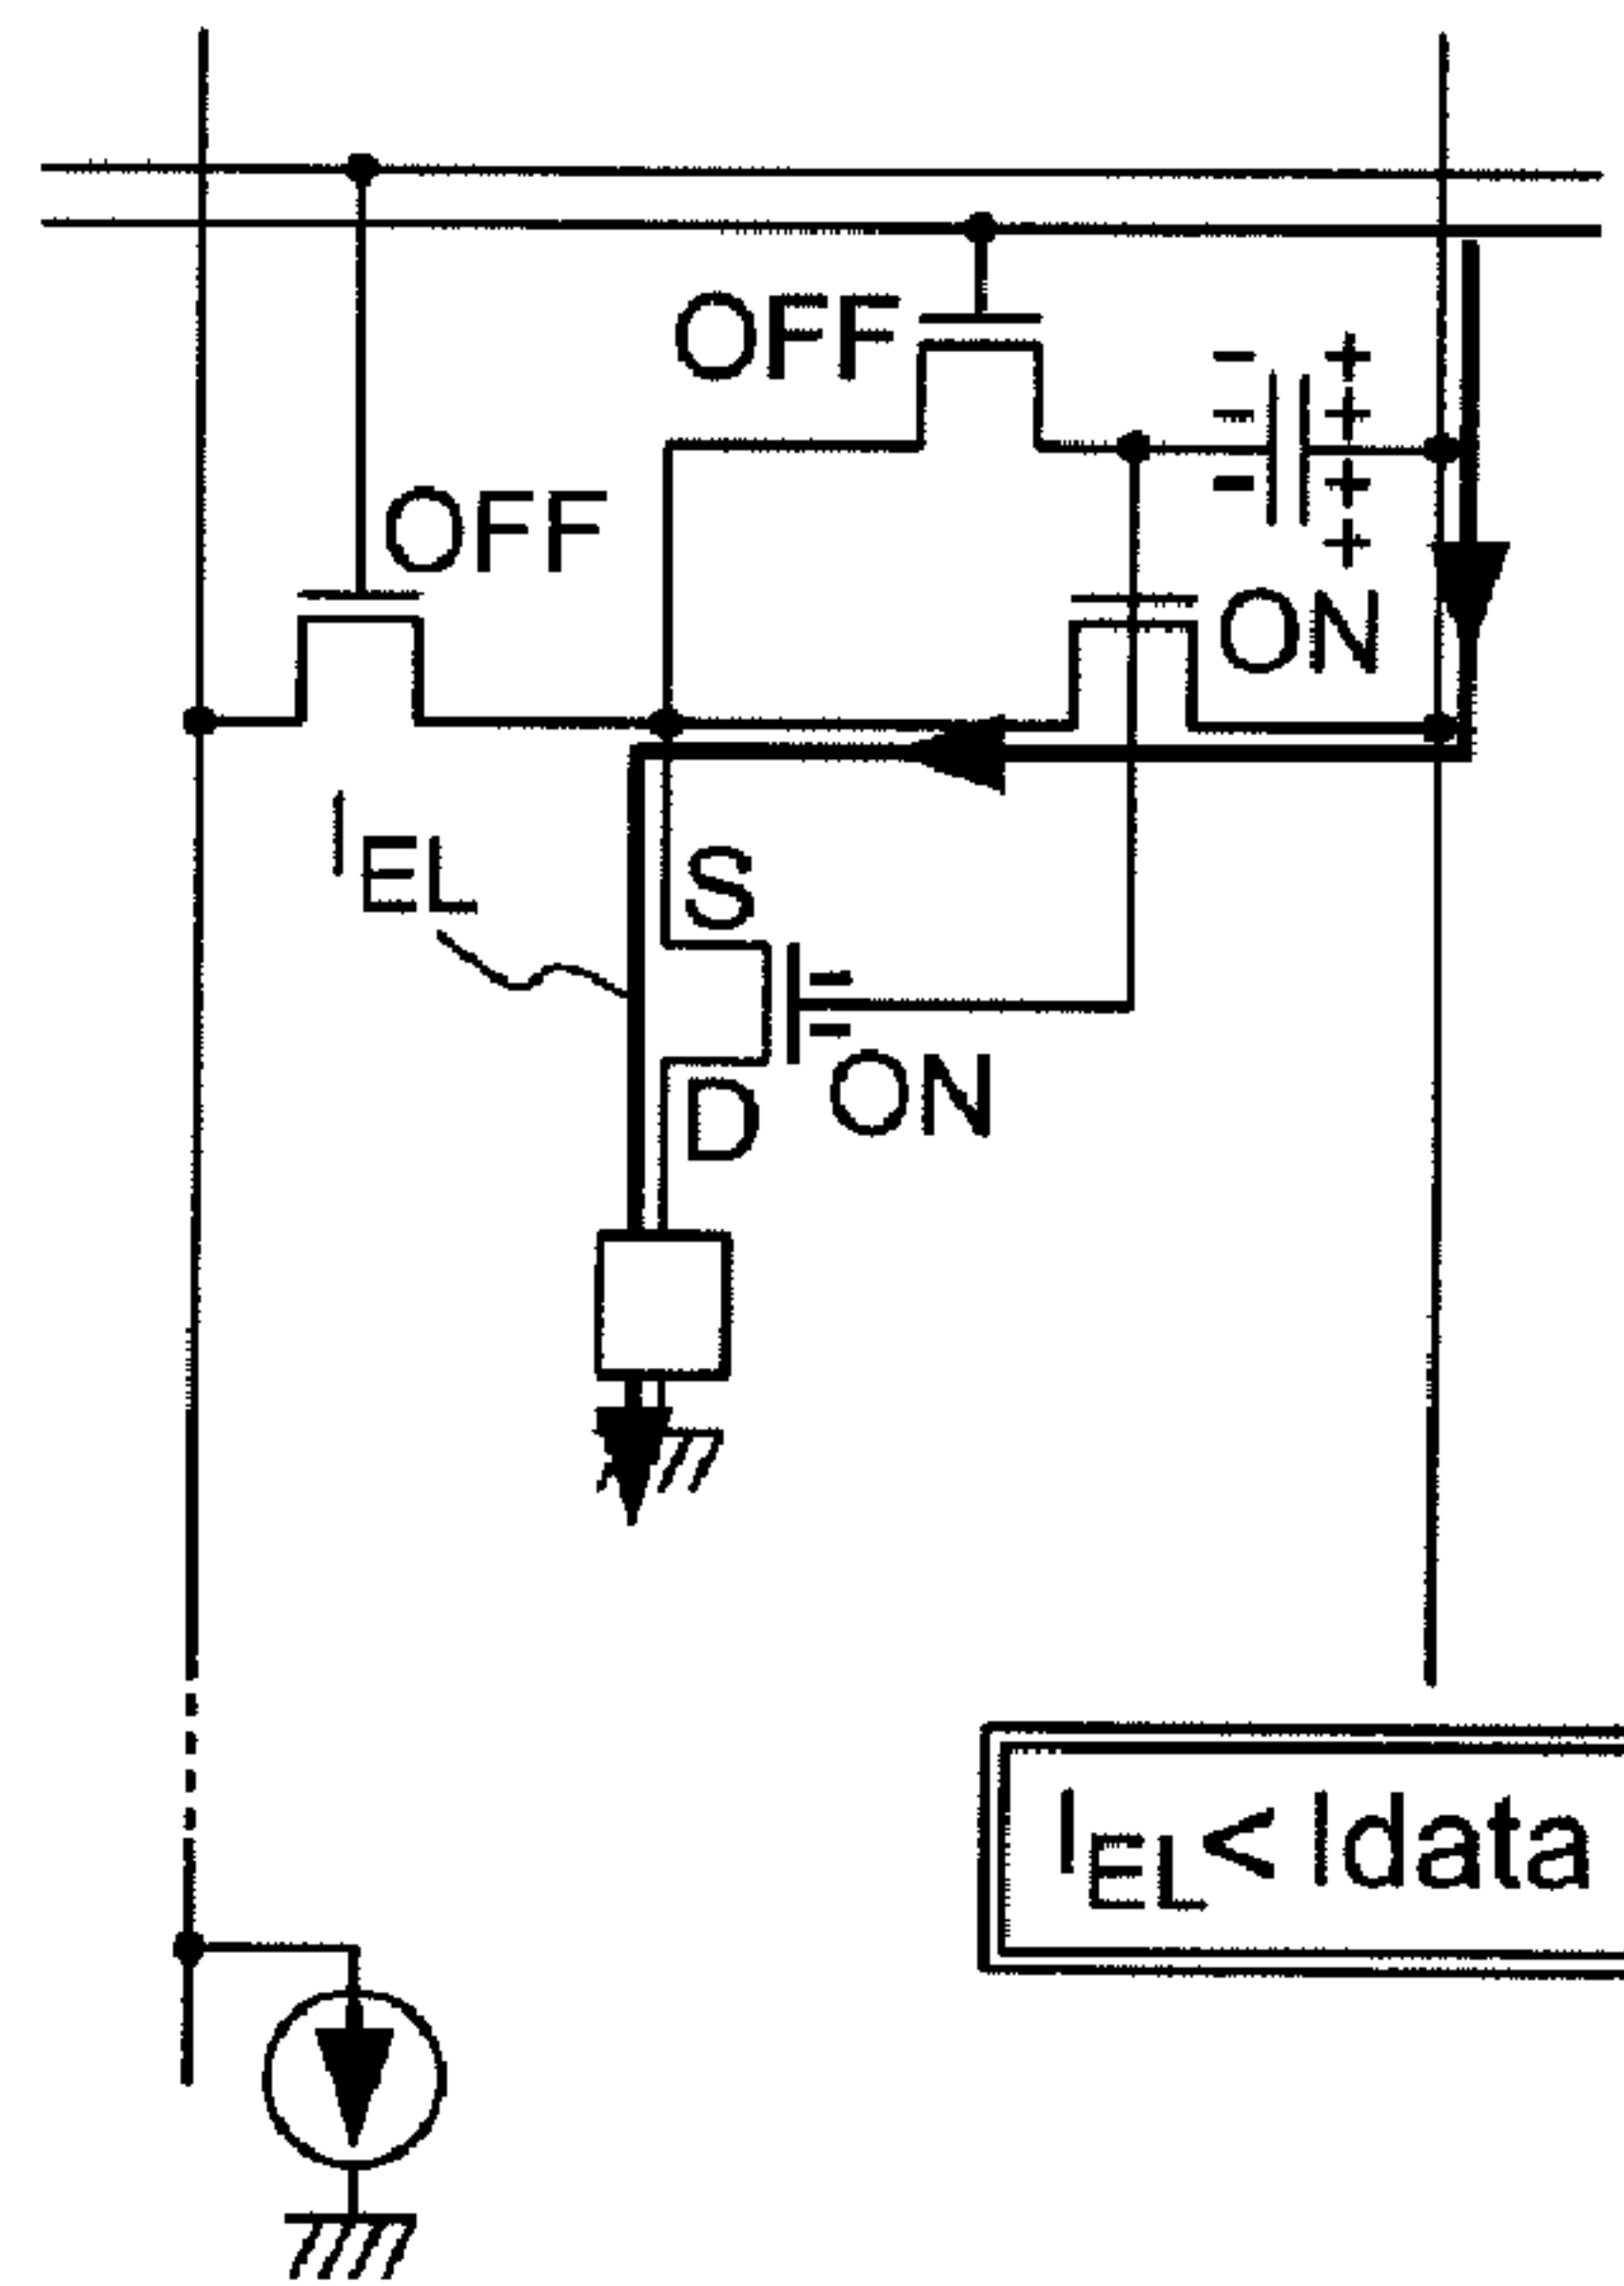 OFF
− +
− +
− +
+
OFF
ON
I_EL
S
−
−
ON
D
I_EL < Idata